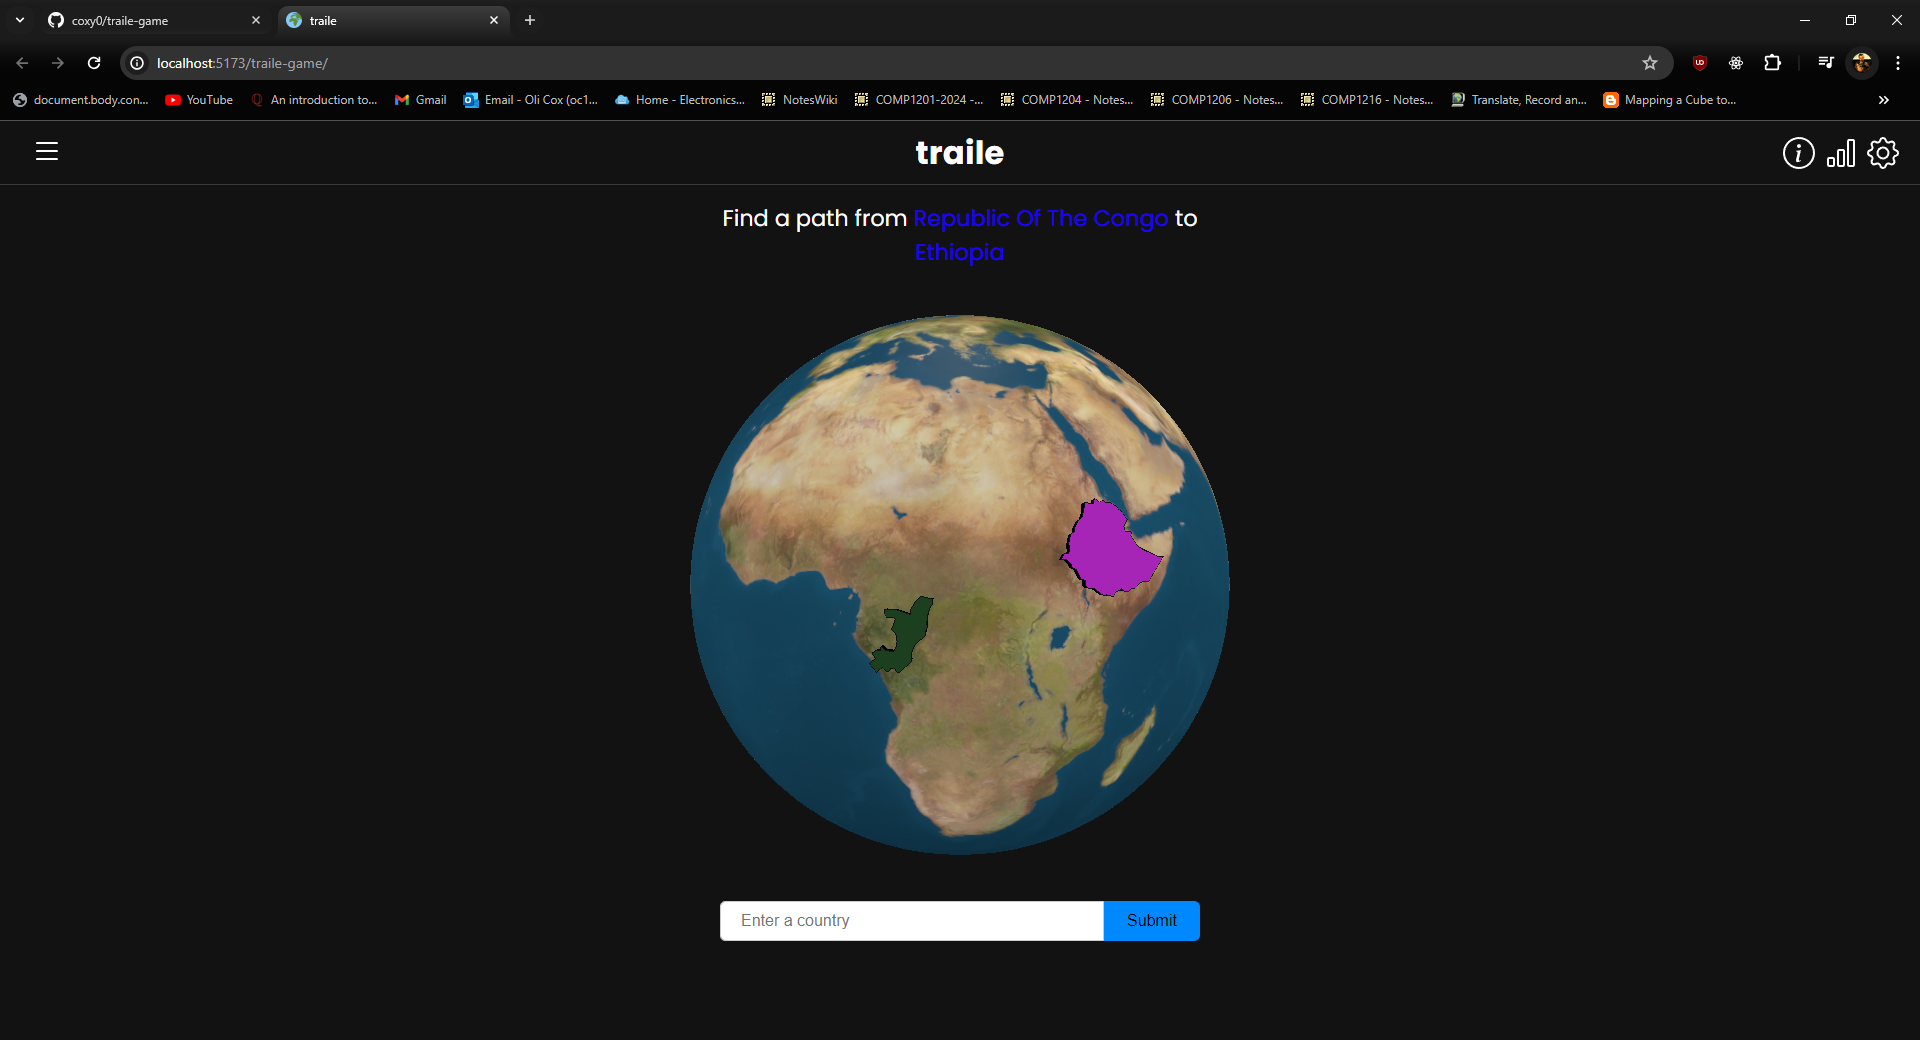 coxy0/traile-game
traile
localhost:5173/traile-game/
document.body.con...
YouTube
An introduction to...
Gmail
Email - Oli Cox (oc1...
Home - Electronics...
NotesWiki
COMP1201-2024 -...
COMP1204 - Notes...
COMP1206 - Notes...
COMP1216 - Notes...
Translate, Record an...
Mapping a Cube to...
traile
Find a path from Republic Of The Congo to
Ethiopia
Enter a country
Submit